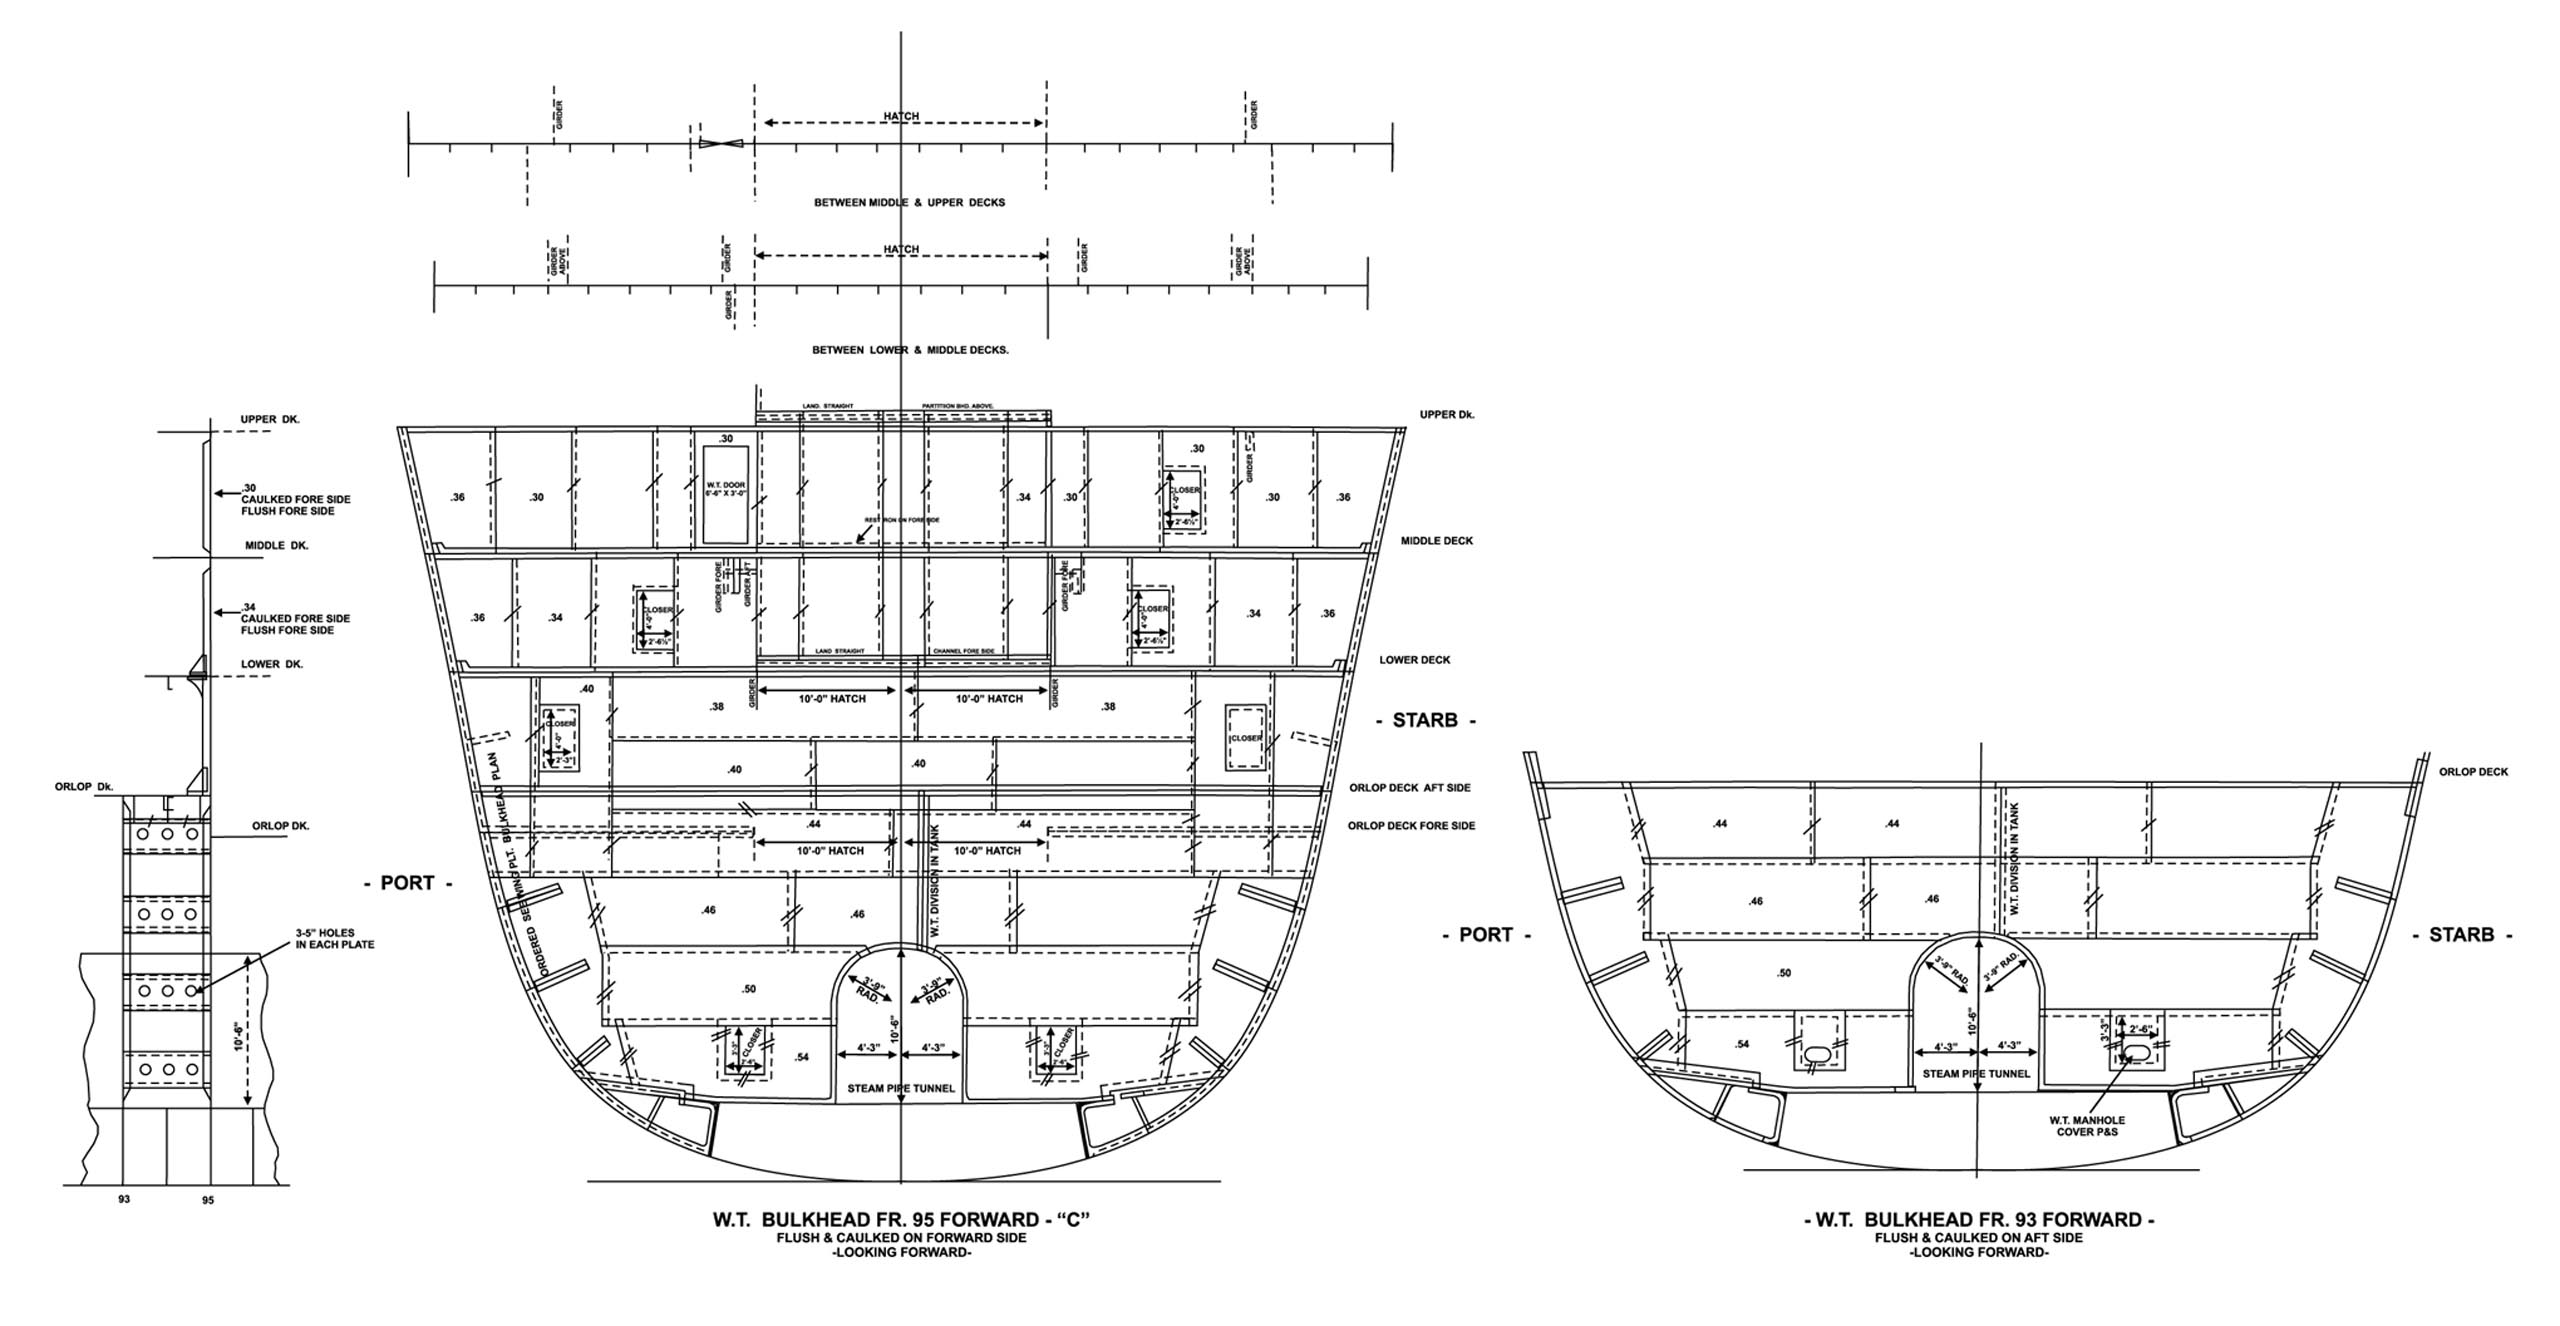 GIRDER
HATCH
GIRDER
BETWEEN MIDDLE & UPPER DECKS
GIRDER ABOVE
GIRDER
HATCH
GIRDER
GIRDER ABOVE
GIRDER
BETWEEN LOWER & MIDDLE DECKS.
UPPER DK.
.30
CAULKED FORE SIDE
FLUSH FORE SIDE
MIDDLE DK.
.34
CAULKED FORE SIDE
FLUSH FORE SIDE
LOWER DK.
ORLOP Dk.
ORLOP DK.
3-5" HOLES
IN EACH PLATE
10'-6"
93
95
LAND. STRAIGHT
PARTITION BHD. ABOVE.
UPPER Dk.
.30
.30
GIRDER
W.T. DOOR
6'-6" X 3'-0"
CLOSER
4'-0"
2'-6½"
.36
.30
.34
.30
.30
.36
REST IRON ON FORE SIDE
MIDDLE DECK
GIRDER FORE
GIRDER AFT
GIRDER FORE
CLOSER
4'-0"
2'-6½"
CLOSER
4'-0"
2'-6½"
.36
.34
.34
.36
LAND STRAIGHT
CHANNEL FORE SIDE
LOWER DECK
.40
GIRDER
10'-0" HATCH
10'-0" HATCH
GIRDER
.38
.38
- STARB -
CLOSER
4'-0"
2'-3"
CLOSER
.40
.40
ORLOP DECK AFT SIDE
.44
.44
ORLOP DECK FORE SIDE
10'-0" HATCH
10'-0" HATCH
- PORT -
ORDERED SEE WING PLT. BULKHEAD PLAN
W.T. DIVISION IN TANK
.46
.46
.50
3'-9"
RAD.
3'-9"
RAD.
10'-6"
3'-3"
CLOSER
2'-6"
.54
4'-3"
4'-3"
3'-3"
CLOSER
2'-6"
STEAM PIPE TUNNEL
W.T. BULKHEAD FR. 95 FORWARD - “C”
FLUSH & CAULKED ON FORWARD SIDE
-LOOKING FORWARD-
ORLOP DECK
.44
.44
W.T. DIVISION IN TANK
.46
.46
- PORT -
- STARB -
.50
3'-9" RAD.
3'-9" RAD.
10'-6"
3'-3"
2'-6"
.54
4'-3"
4'-3"
STEAM PIPE TUNNEL
W.T. MANHOLE
COVER P&S
- W.T. BULKHEAD FR. 93 FORWARD -
FLUSH & CAULKED ON AFT SIDE
-LOOKING FORWARD-